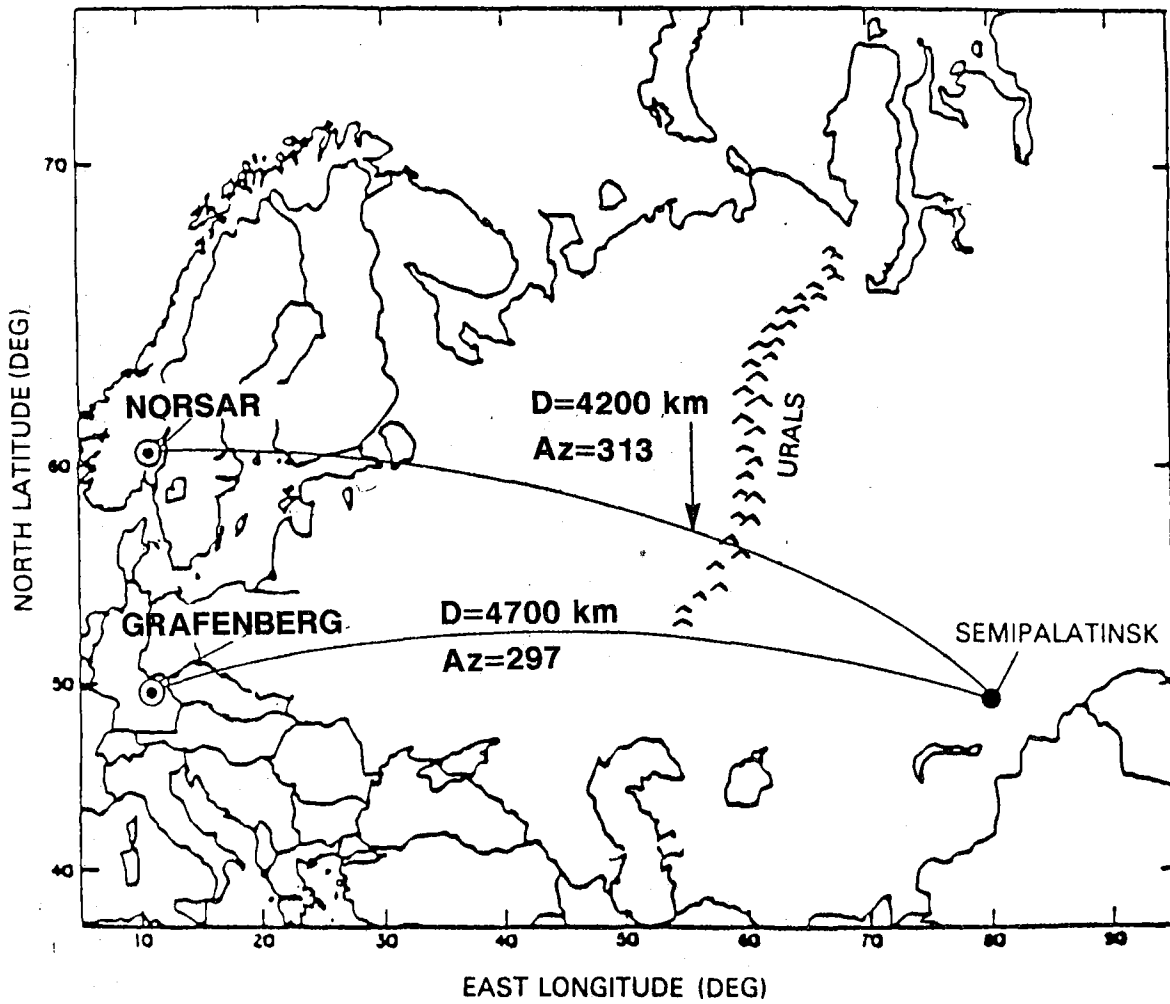 NORTH LATITUDE (DEG)
70
60
50
40
NORSAR
D=4200 km
Az=313
URALS
GRAFENBERG
D=4700 km
Az=297
SEMIPALATINSK
10 20 30 40 50 60 70 80 90
EAST LONGITUDE (DEG)